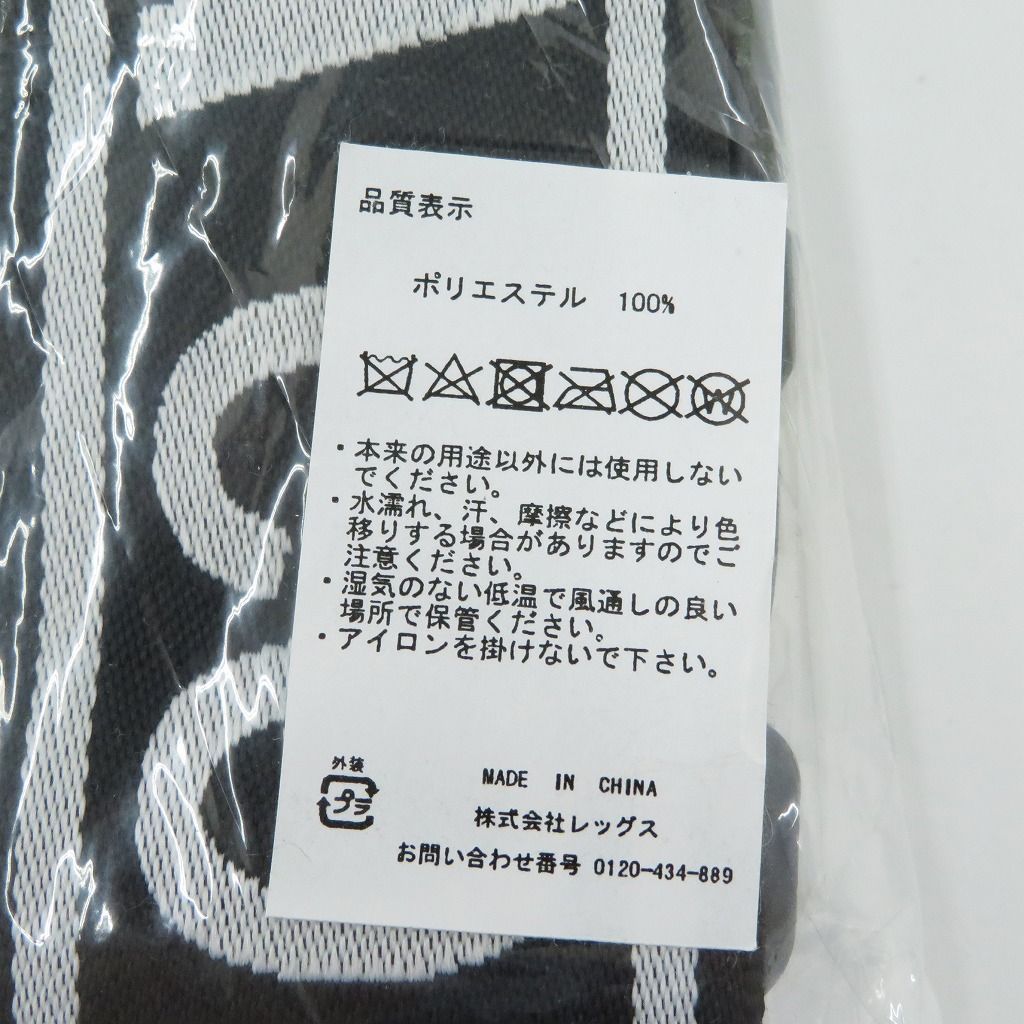 品質表示
ポリエステル 100%
W
・本来の用途以外には使用しない
でください。
・水濡れ、汗、摩擦などにより色
移りする場合がありますのでご
注意ください。
・湿気のない低温で風通しの良い
場所で保管ください。
・アイロンを掛けないで下さい。
外装
プラ
MADE IN CHINA
株式会社レッグス
お問い合わせ番号 0120-434-889